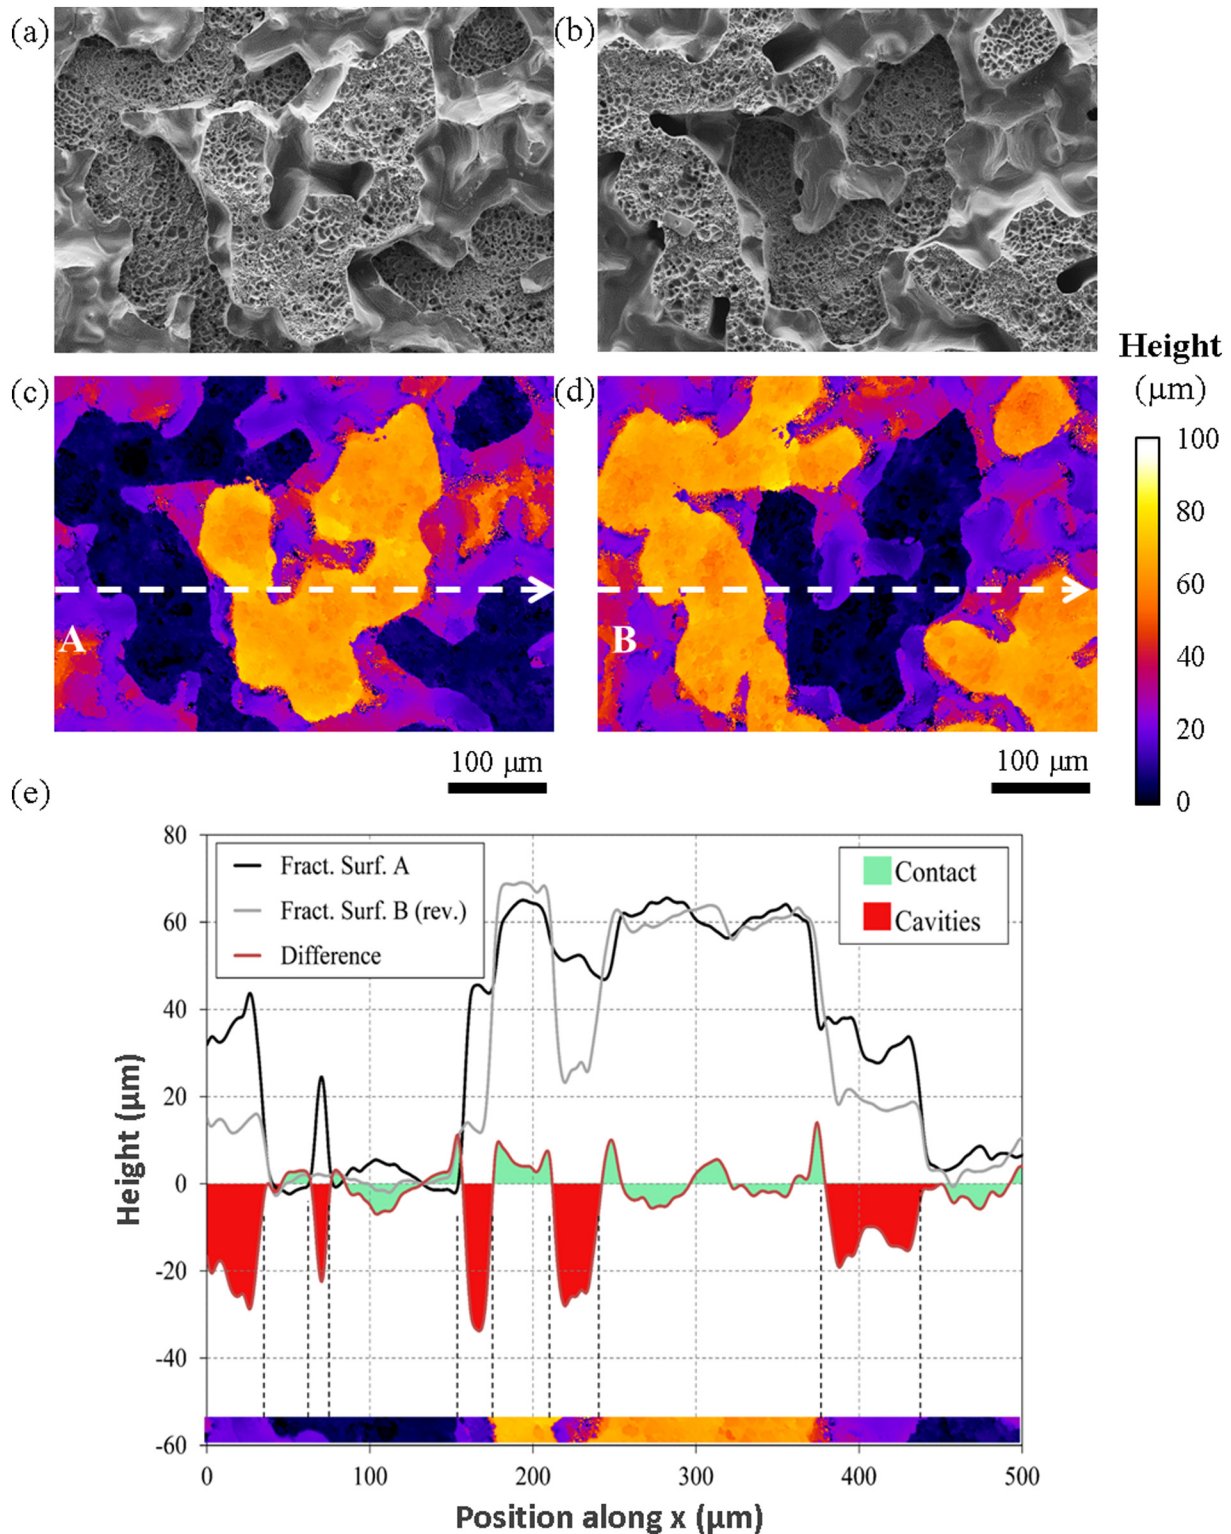 (a)
(b)
Height
(μm)
(c)
(d)
100
80
60
40
20
0
A
B
100 μm
100 μm
(e)
80
60
40
20
0
-20
-40
-60
Height (μm)
Fract. Surf. A
Fract. Surf. B (rev.)
Difference
Contact
Cavities
0
100
200
300
400
500
Position along x (μm)